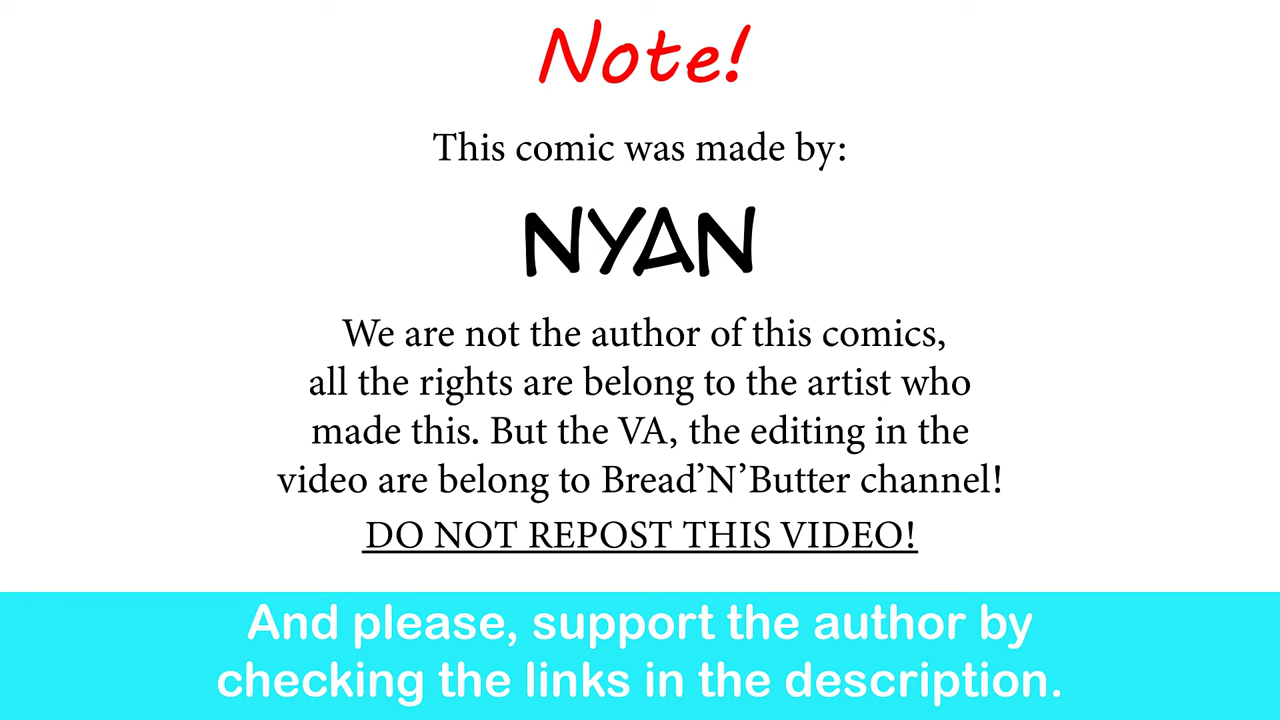 Note!
This comic was made by:
NYAN
We are not the author of this comics,
all the rights are belong to the artist who
made this. But the VA, the editing in the
video are belong to Bread’N’Butter channel!
DO NOT REPOST THIS VIDEO!
And please, support the author by
checking the links in the description.